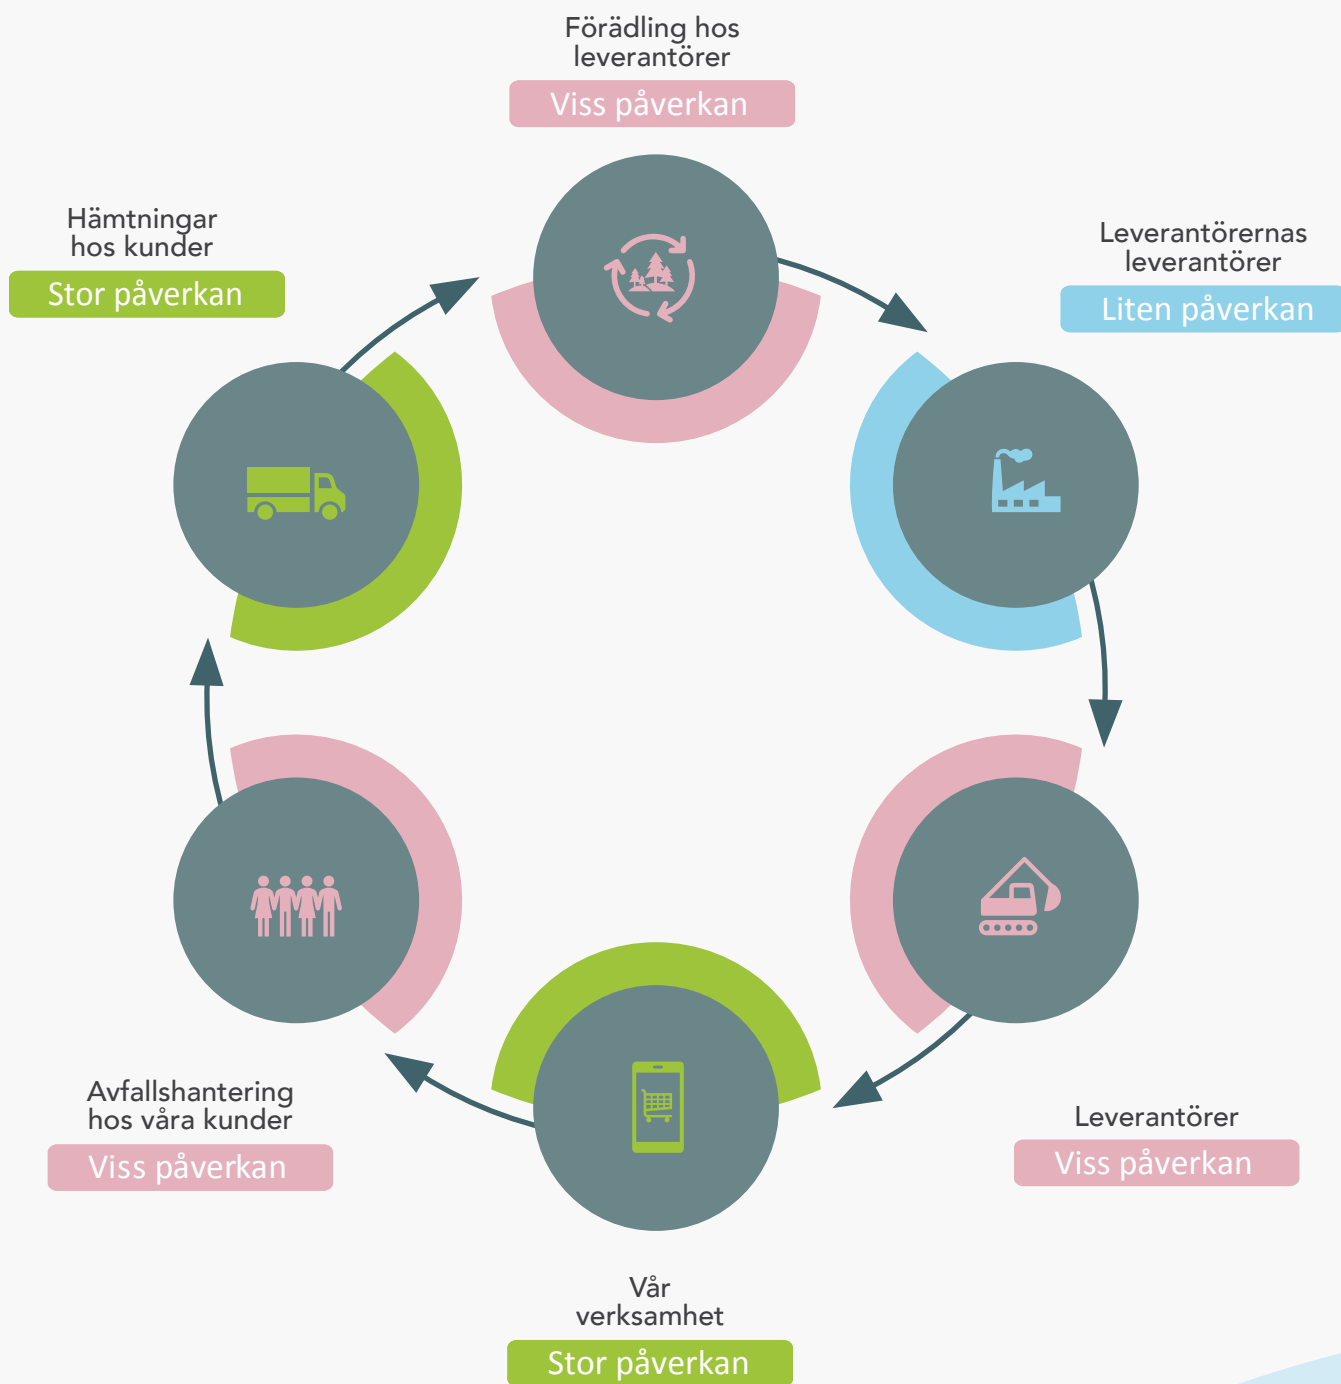 Förädling hos
leverantörer
Viss påverkan
Hämtningar
hos kunder
Stor påverkan
Leverantörernas
leverantörer
Liten påverkan
Avfallshantering
hos våra kunder
Viss påverkan
Leverantörer
Viss påverkan
Vår
verksamhet
Stor påverkan